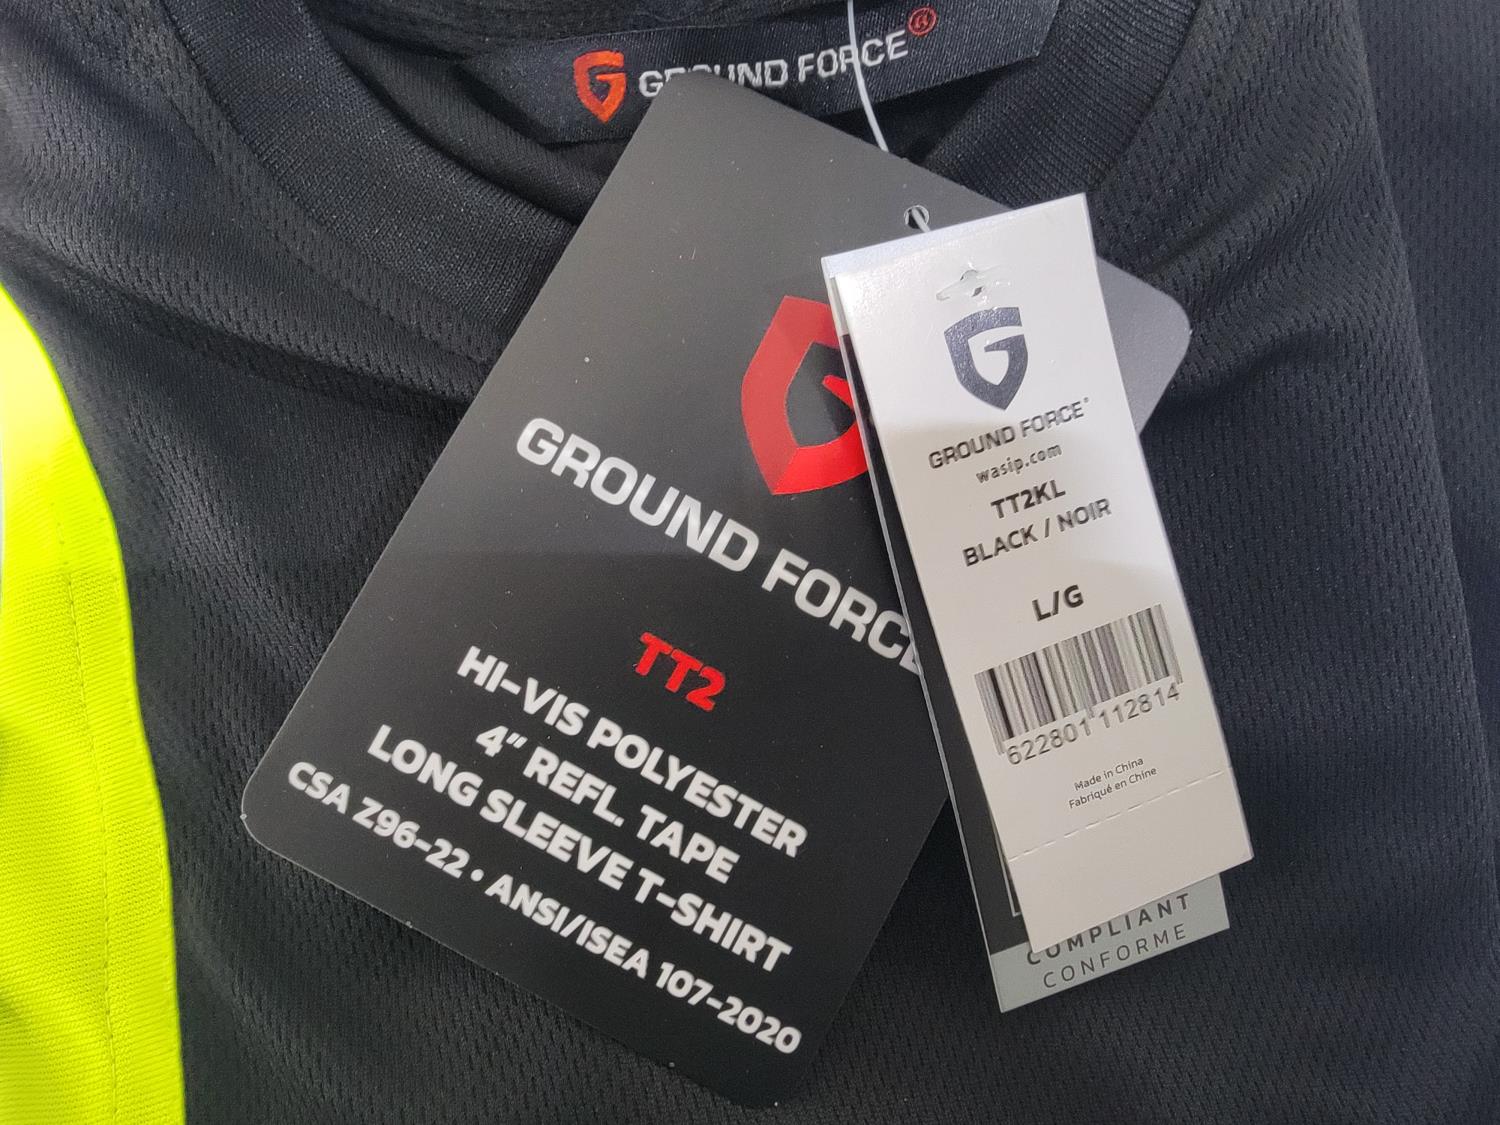 GROUND FORCE®
GROUND FORCE
TT2
HI-VIS POLYESTER
4" REFL. TAPE
LONG SLEEVE T-SHIRT
CSA Z96-22 • ANSI/ISEA 107-2020
GROUND FORCE®
wasip.com
TT2KL
BLACK / NOIR
L/G
622801 112814
Made in China
Fabriqué en Chine
COMPLIANT
CONFORME